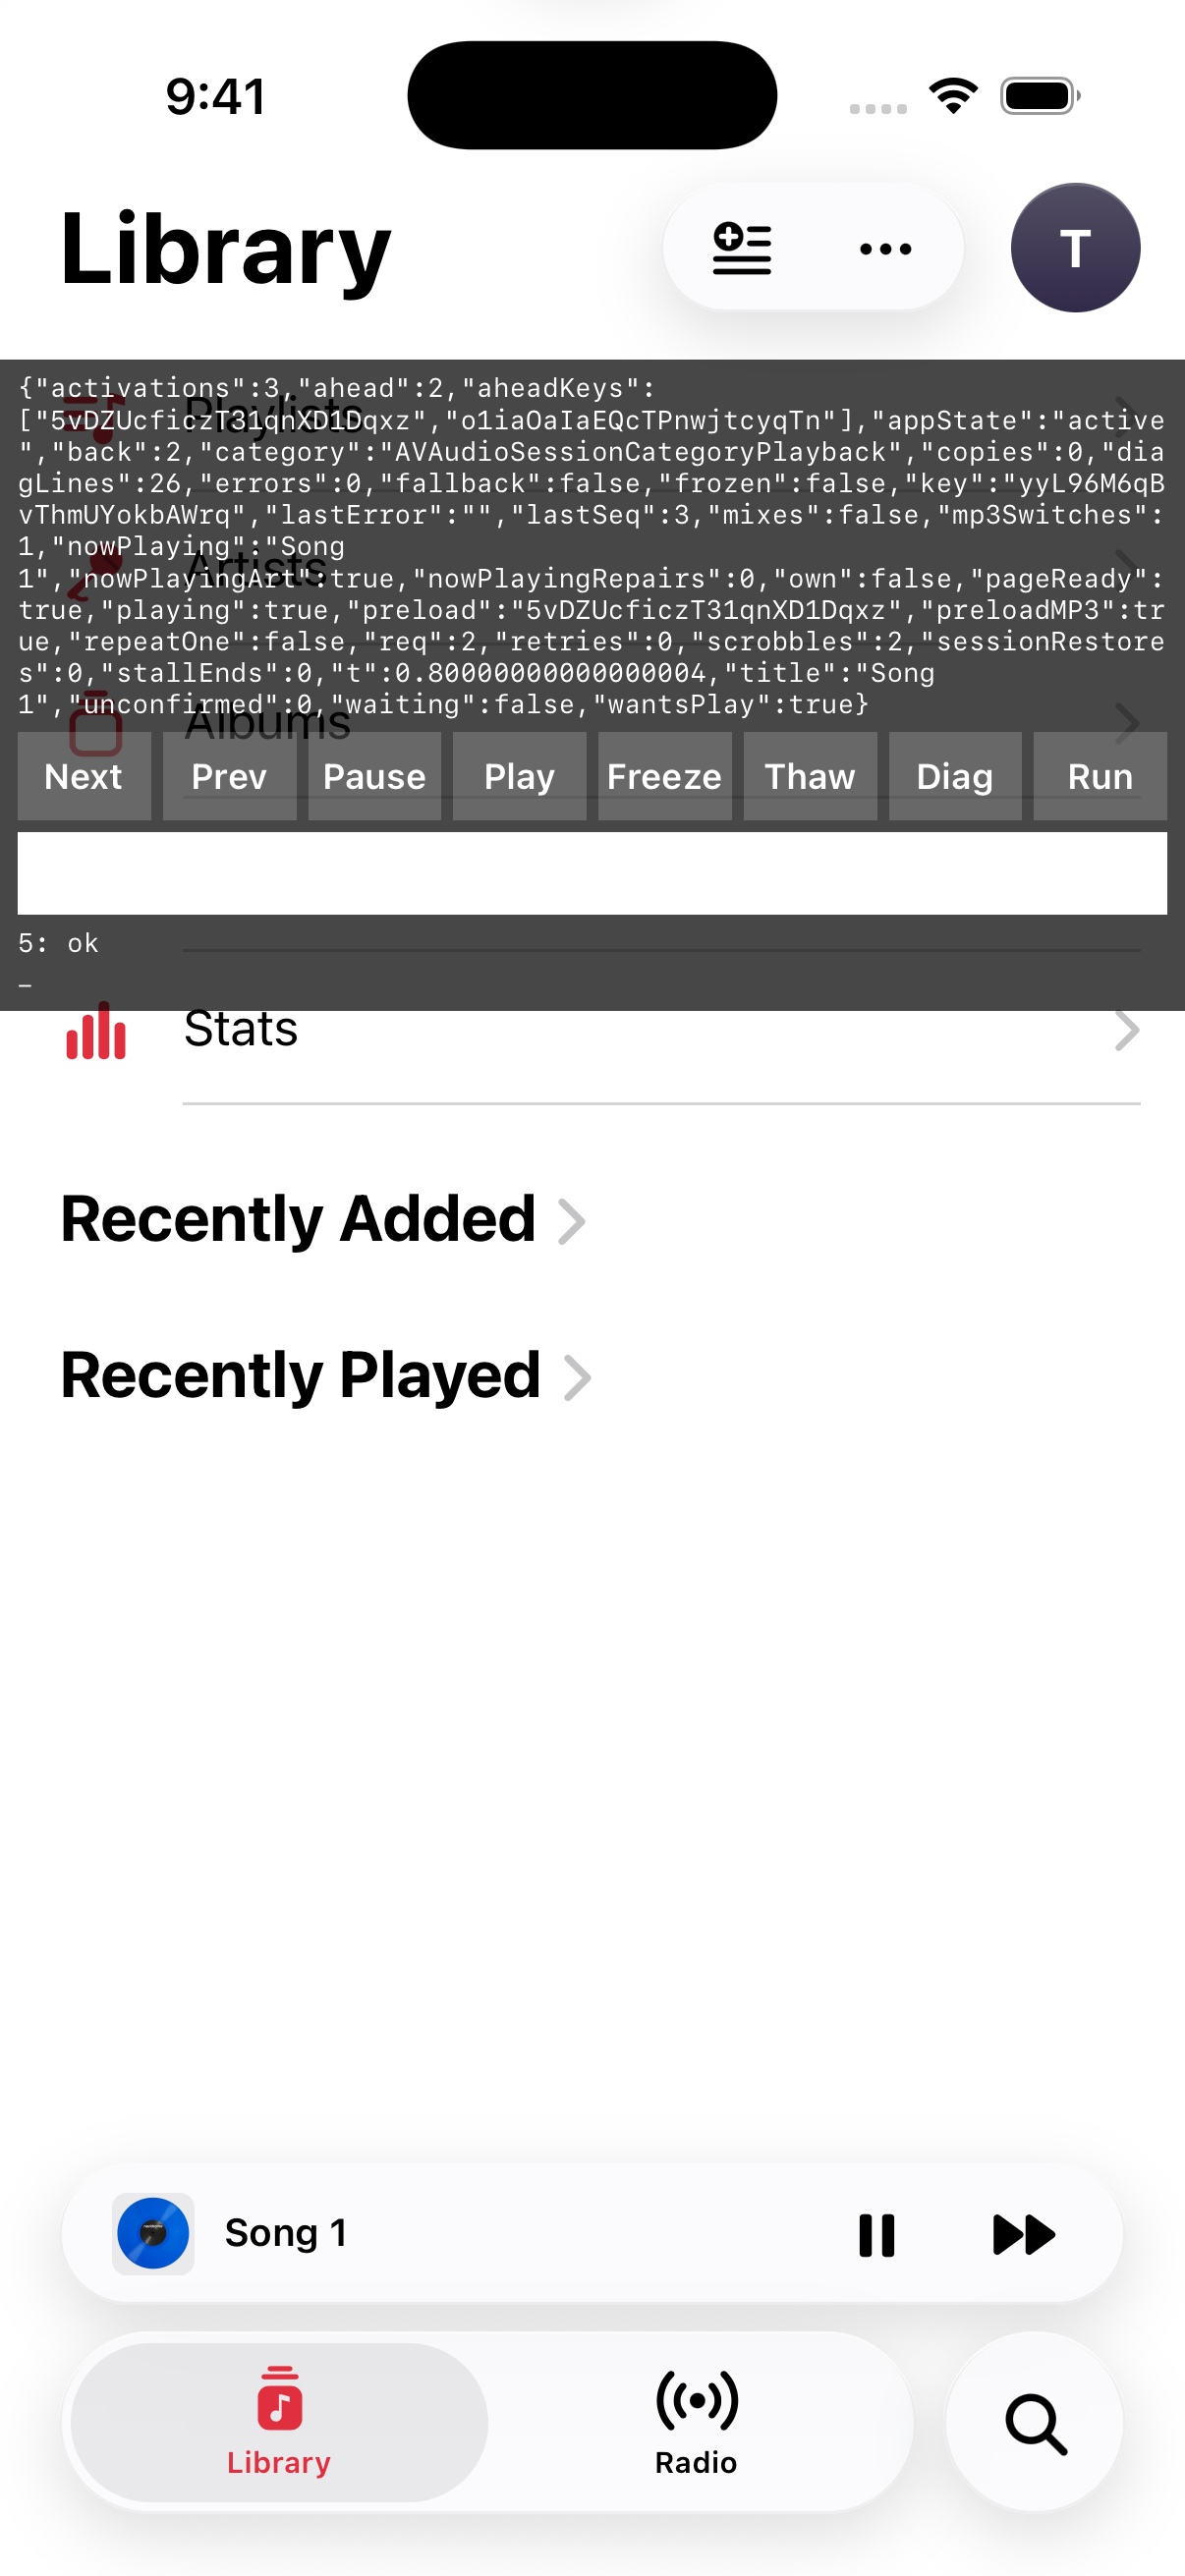 9:41
Library
T
{"activations":3,"ahead":2,"aheadKeys":
["5vDZUcficzT31qnXD1Dqxz","o1iaOaIaEQcTPnwjtcyqTn"],"appState":"active
","back":2,"category":"AVAudioSessionCategoryPlayback","copies":0,"dia
gLines":26,"errors":0,"fallback":false,"frozen":false,"key":"yyL96M6qB
vThmUYokbAWrq","lastError":"","lastSeq":3,"mixes":false,"mp3Switches":
1,"nowPlaying":"Song
1","nowPlayingArt":true,"nowPlayingRepairs":0,"own":false,"pageReady":
true,"playing":true,"preload":"5vDZUcficzT31qnXD1Dqxz","preloadMP3":tr
ue,"repeatOne":false,"req":2,"retries":0,"scrobbles":2,"sessionRestore
s":0,"stallEnds":0,"t":0.80000000000000004,"title":"Song
1","unconfirmed":0,"waiting":false,"wantsPlay":true}
Playlists
Artists
Albums
Next Prev Pause Play Freeze Thaw Diag Run
5: ok
–
Stats
Recently Added
Recently Played
Song 1
Library Radio